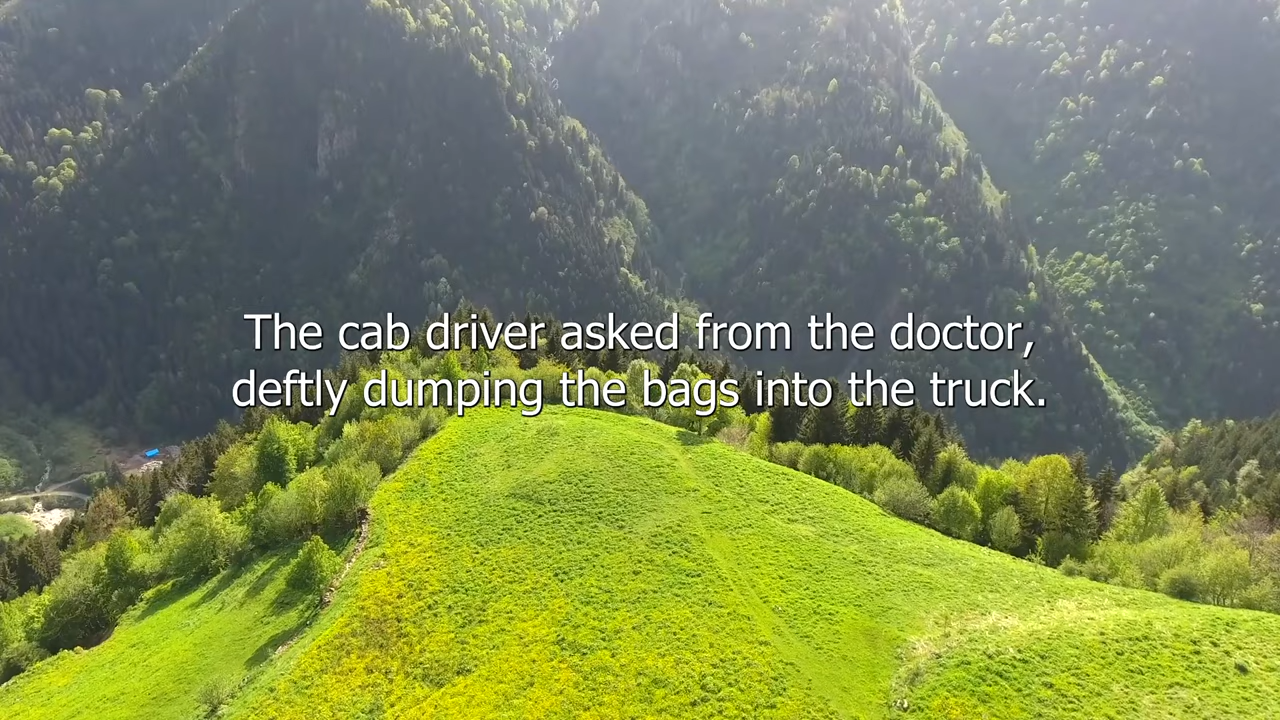 The cab driver asked from the doctor,
deftly dumping the bags into the truck.